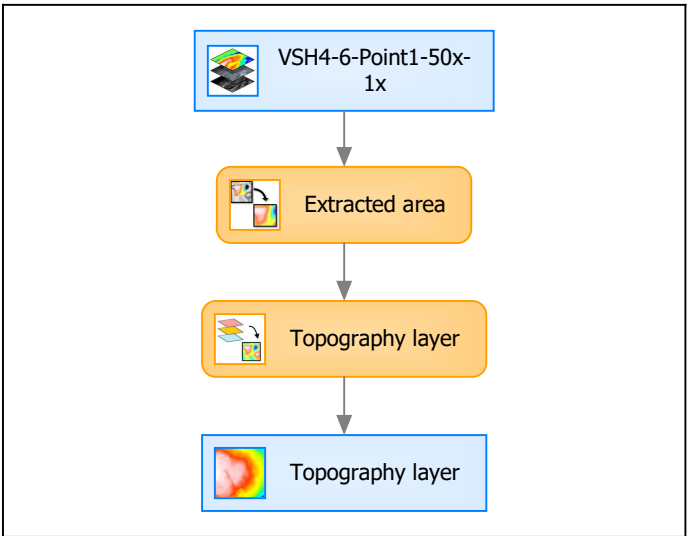 VSH4-6-Point1-50x-
1x
Extracted area
Topography layer
Topography layer